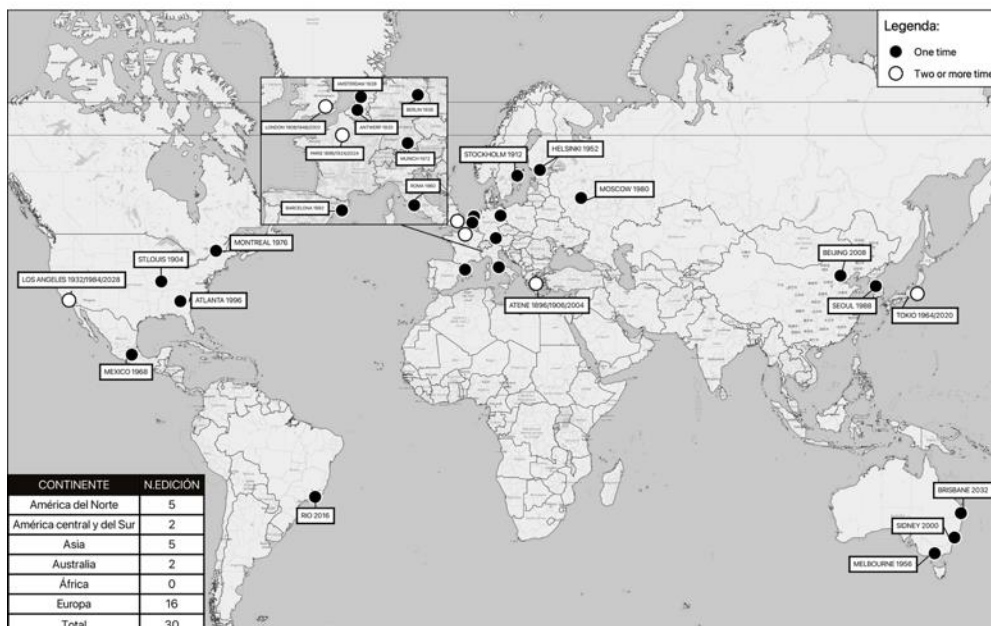 Legenda:
One time
Two or more time
AMSTERDAM 1928
BERLIN 1936
LONDON 1908/1948/2012
ANTWERP 1920
PARIS 1900/1924/2024
MUNICH 1972
ROMA 1960
BARCELONA 1992
STOCKHOLM 1912
HELSINKI 1952
MOSCOW 1980
MONTREAL 1976
ST.LOUIS 1904
LOS ANGELES 1932/1984/2028
ATLANTA 1996
MEXICO 1968
ATENE 1896/1906/2004
BEIJING 2008
SEOUL 1988
TOKIO 1964/2020
RIO 2016
BRISBANE 2032
SIDNEY 2000
MELBOURNE 1956
CONTINENTE N.EDICIÓN
América del Norte 5
América central y del Sur 2
Asia 5
Australia 2
África 0
Europa 16
Total 30